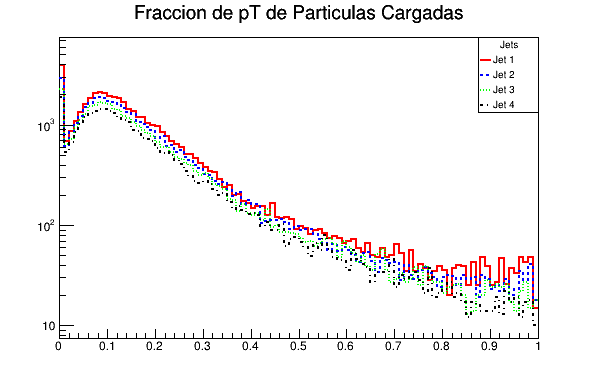 Fraccion de pT de Particulas Cargadas
Jets
Jet 1
Jet 2
Jet 3
Jet 4
10³
10²
10
0 0.1 0.2 0.3 0.4 0.5 0.6 0.7 0.8 0.9 1